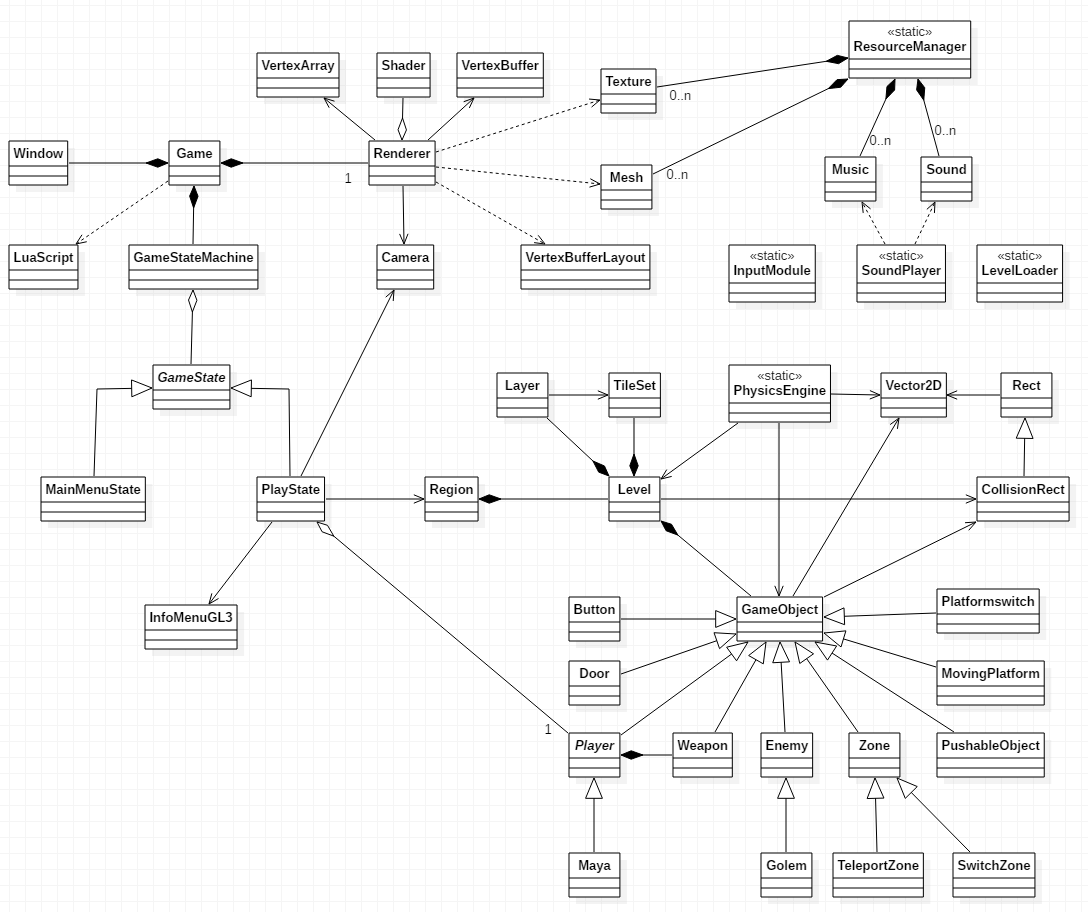 «static»
ResourceManager
VertexArray
Shader
VertexBuffer
Texture
0..n
Window
Game
Renderer
1
Mesh
0..n
0..n
0..n
Music
Sound
LuaScript
GameStateMachine
Camera
VertexBufferLayout
«static»
InputModule
«static»
SoundPlayer
«static»
LevelLoader
GameState
Layer
TileSet
«static»
PhysicsEngine
Vector2D
Rect
MainMenuState
PlayState
Region
Level
CollisionRect
InfoMenuGL3
Button
GameObject
Platformswitch
Door
MovingPlatform
1
Player
Weapon
Enemy
Zone
PushableObject
Maya
Golem
TeleportZone
SwitchZone